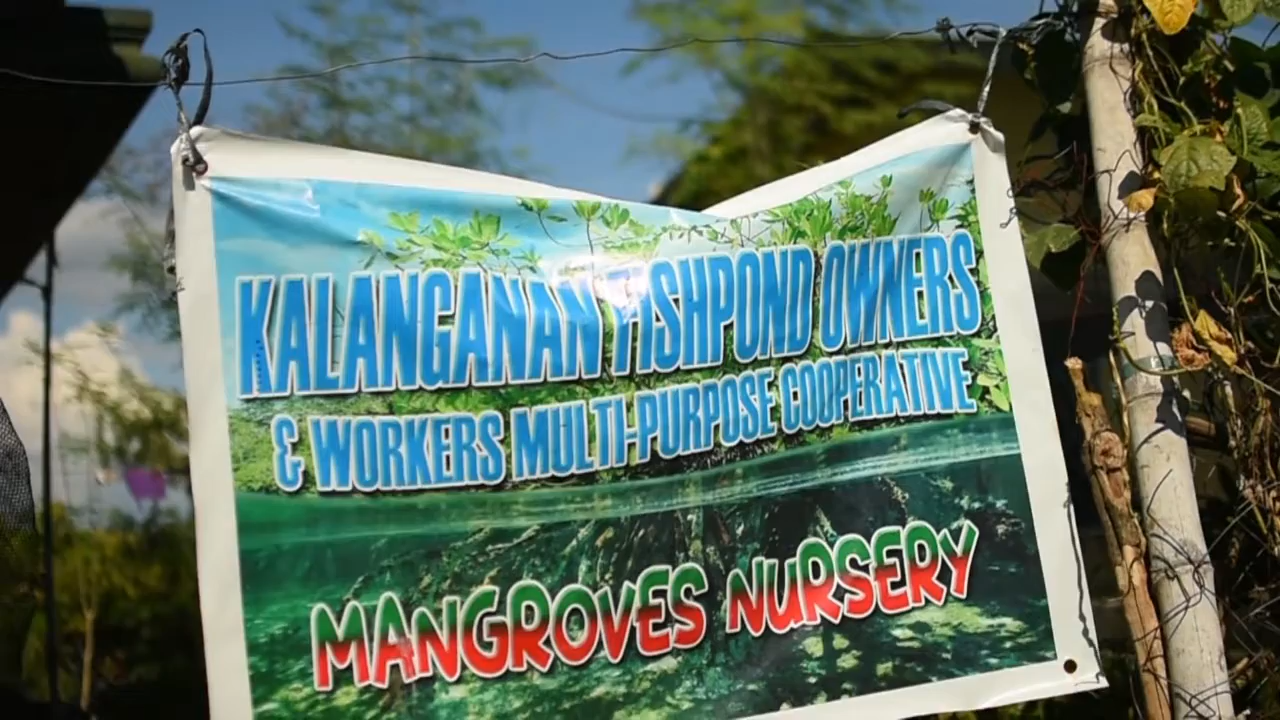 KALANGANAN FISHPOND OWNERS
& WORKERS MULTI-PURPOSE COOPERATIVE
MANGROVES NURSERY